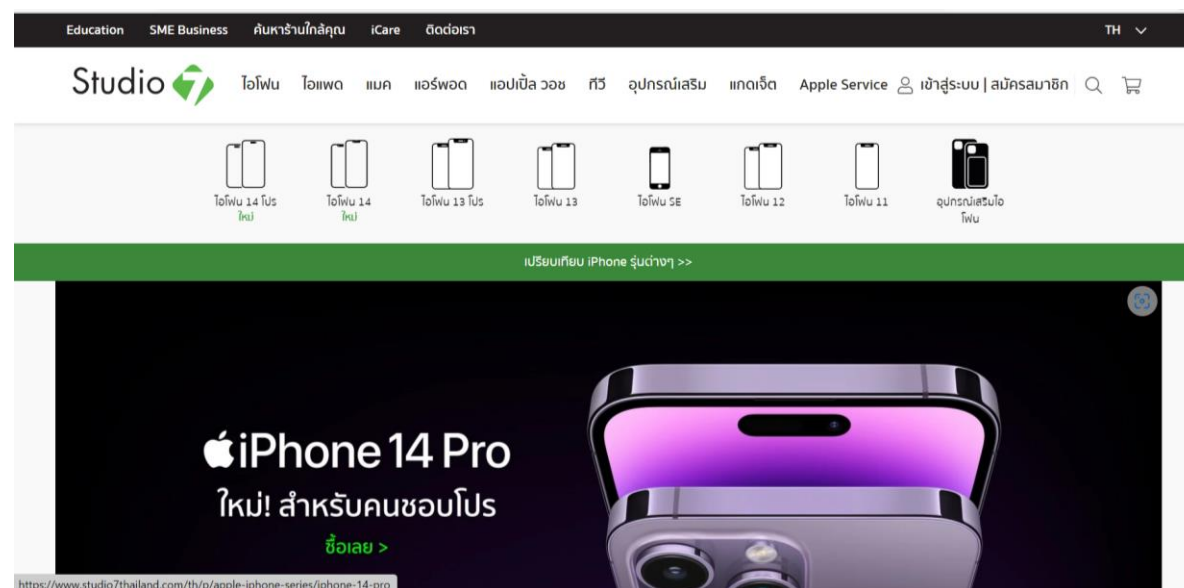 Education SME Business ค้นหาร้านใกล้คุณ iCare ติดต่อเรา TH
Studio 7 ไอโฟน ไอแพด แมค แอร์พอด แอปเปิ้ล วอช ทีวี อุปกรณ์เสริม แกดเจ็ต Apple Service เข้าสู่ระบบ | สมัครสมาชิก
ไอโฟน 14 โปร ไอโฟน 14 ไอโฟน 13 โปร ไอโฟน 13 ไอโฟน SE ไอโฟน 12 ไอโฟน 11 อุปกรณ์เสริมไอ
ใหม่ ใหม่ โฟน
เปรียบเทียบ iPhone รุ่นต่างๆ >>
iPhone 14 Pro
ใหม่! สำหรับคนชอบโปร
ซื้อเลย >
https://www.studio7thailand.com/th/p/apple-iphone-series/iphone-14-pro